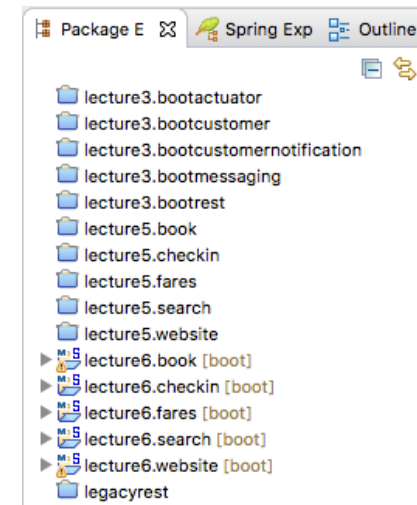 Package E Spring Exp Outline
lecture3.bootactuator
lecture3.bootcustomer
lecture3.bootcustomernotification
lecture3.bootmessaging
lecture3.bootrest
lecture5.book
lecture5.checkin
lecture5.fares
lecture5.search
lecture5.website
lecture6.book [boot]
lecture6.checkin [boot]
lecture6.fares [boot]
lecture6.search [boot]
lecture6.website [boot]
legacyrest